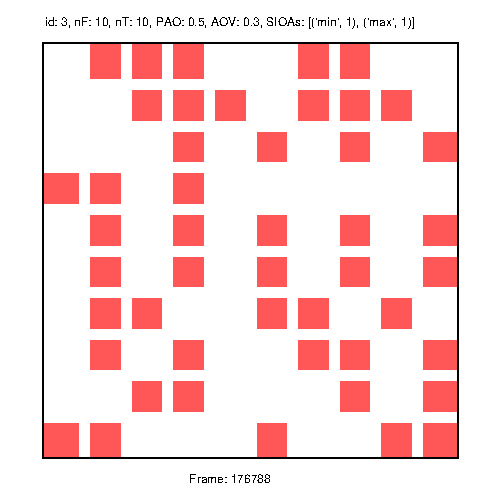 id: 3, nF: 10, nT: 10, PAO: 0.5, AOV: 0.3, SIOAs: [('min', 1), ('max', 1)]
Frame: 176788